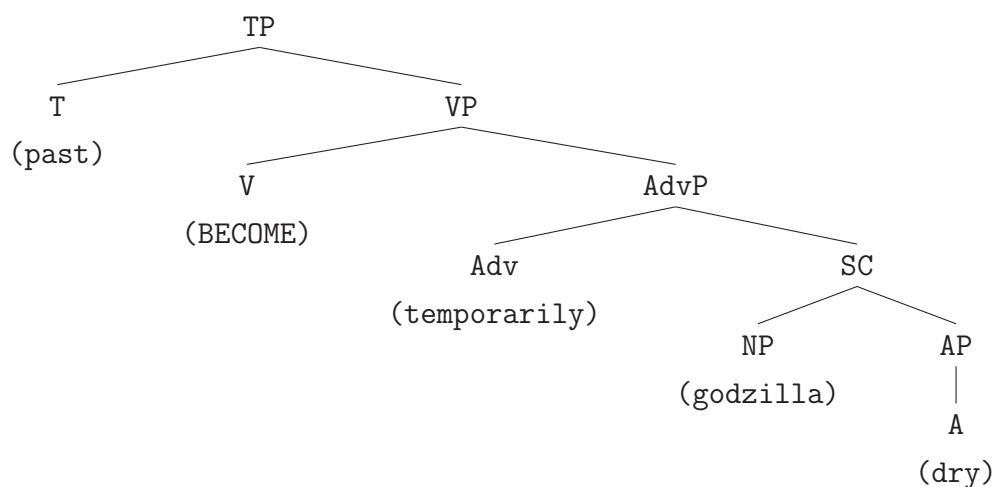 TP
T VP
(past)
V AdvP
(BECOME)
Adv SC
(temporarily)
NP AP
(godzilla)
A
(dry)